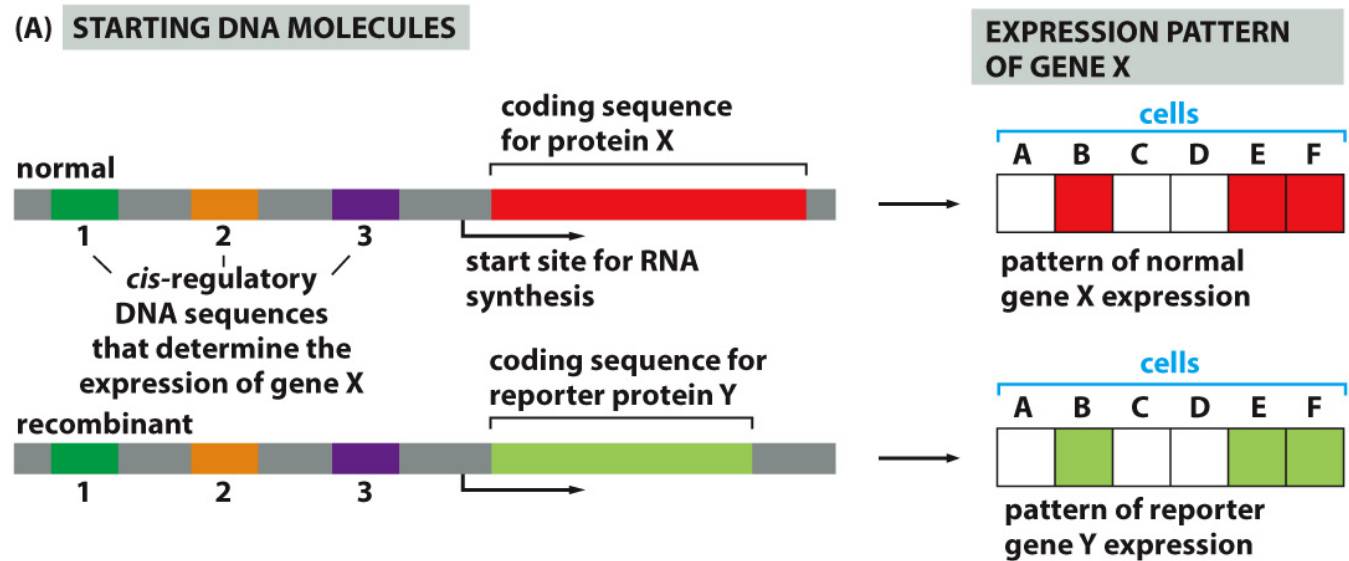 (A) STARTING DNA MOLECULES
EXPRESSION PATTERN
OF GENE X
coding sequence
for protein X
normal
1 2 3
cis-regulatory
DNA sequences
that determine the
expression of gene X
start site for RNA
synthesis
cells
A B C D E F
pattern of normal
gene X expression
coding sequence for
reporter protein Y
recombinant
1 2 3
cells
A B C D E F
pattern of reporter
gene Y expression